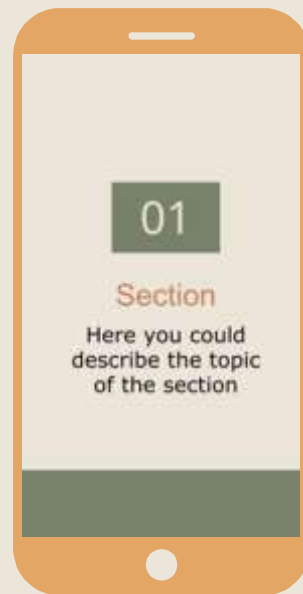 01
Section
Here you could
describe the topic
of the section